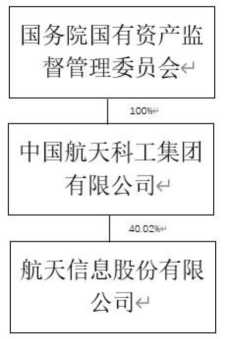 国务院国有资产监
督管理委员会↵
100%↵
中国航天科工集团
有限公司↵
40.02%↵
航天信息股份有限
公司↵